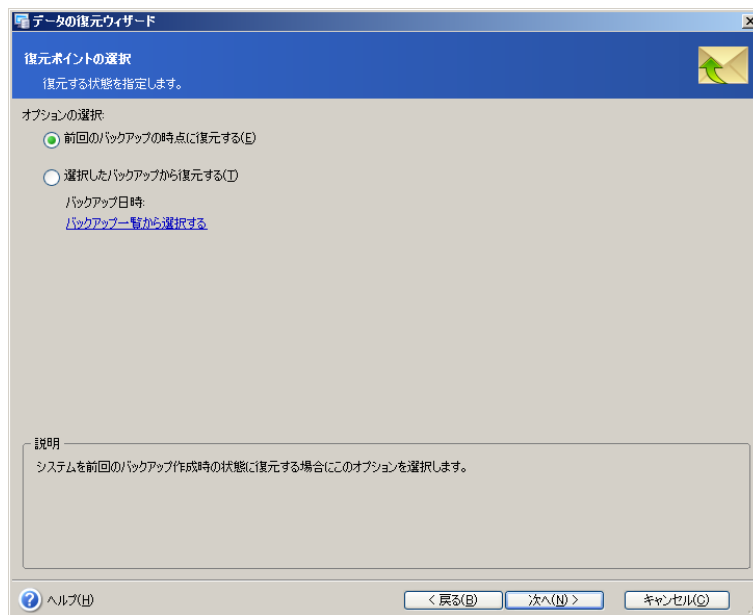 データの復元ウィザード
復元ポイントの選択
復元する状態を指定します。
オプションの選択:
前回のバックアップの時点に復元する(E)
選択したバックアップから復元する(T)
バックアップ日時:
バックアップ一覧から選択する
説明
システムを前回のバックアップ作成時の状態に復元する場合にこのオプションを選択します。
ヘルプ(H)
< 戻る(B)
次へ(N) >
キャンセル(C)